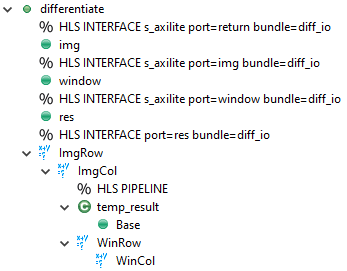 differentiate
% HLS INTERFACE s_axilite port=return bundle=diff_io
img
% HLS INTERFACE s_axilite port=img bundle=diff_io
window
% HLS INTERFACE s_axilite port=window bundle=diff_io
res
% HLS INTERFACE port=res bundle=diff_io
ImgRow
ImgCol
% HLS PIPELINE
temp_result
Base
WinRow
WinCol